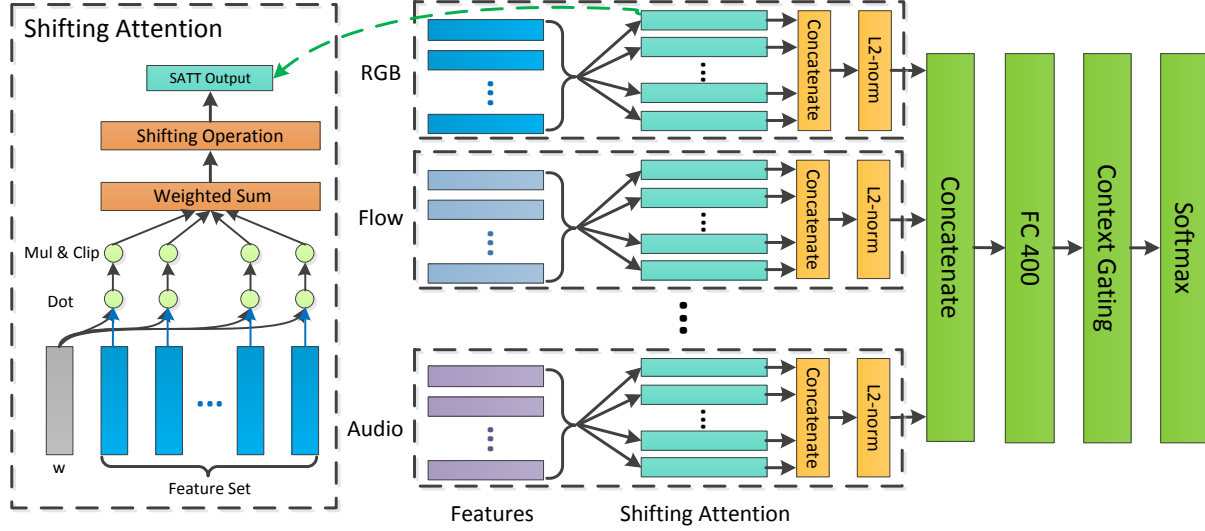 Shifting Attention
SATT Output
Shifting Operation
Weighted Sum
Mul & Clip
Dot
w
Feature Set
RGB
Concatenate
L2-norm
Flow
Concatenate
L2-norm
Audio
Concatenate
L2-norm
Features
Shifting Attention
Concatenate
FC 400
Context Gating
Softmax